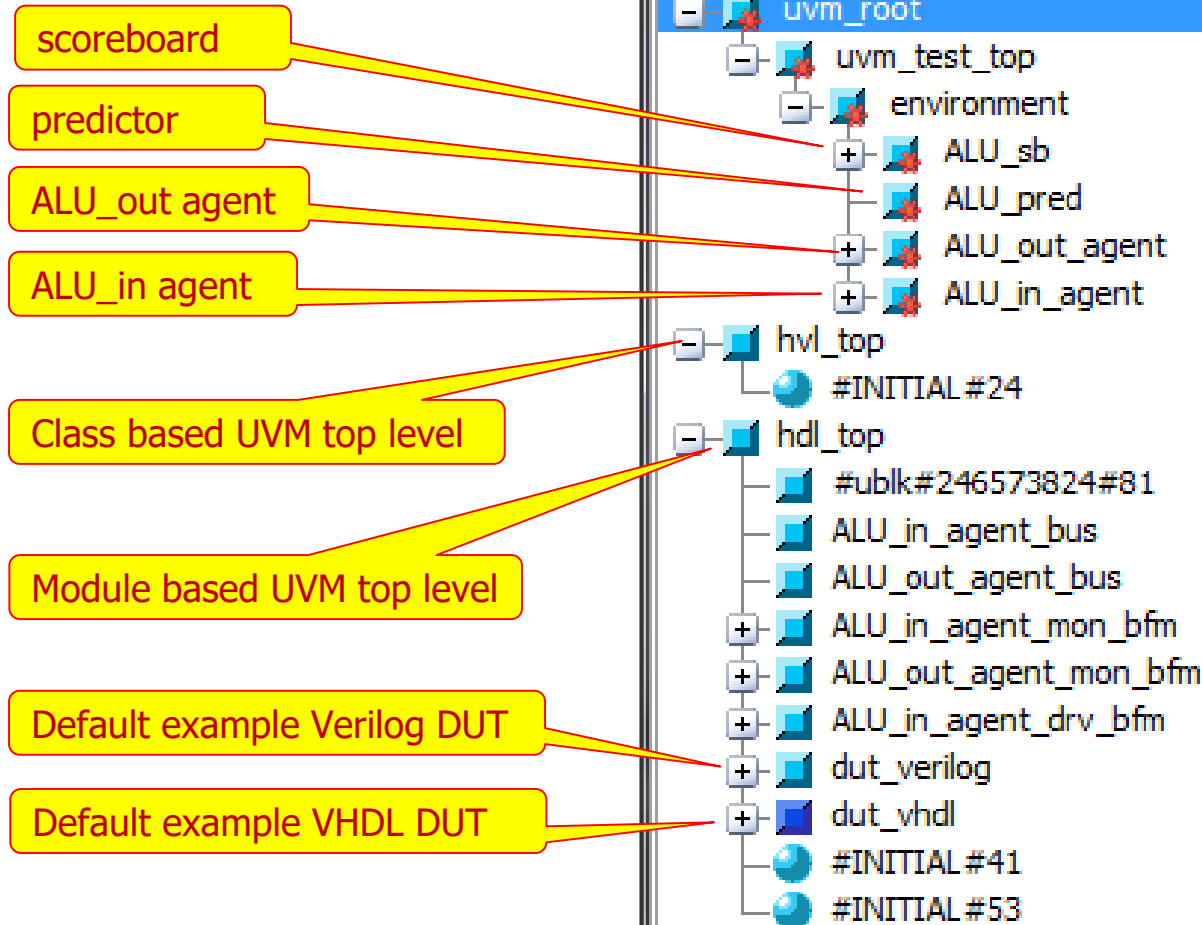 scoreboard
predictor
ALU_out agent
ALU_in agent
Class based UVM top level
Module based UVM top level
Default example Verilog DUT
Default example VHDL DUT
uvm_root
uvm_test_top
environment
ALU_sb
ALU_pred
ALU_out_agent
ALU_in_agent
hvl_top
#INITIAL#24
hdl_top
#ublk#246573824#81
ALU_in_agent_bus
ALU_out_agent_bus
ALU_in_agent_mon_bfm
ALU_out_agent_mon_bfm
ALU_in_agent_drv_bfm
dut_verilog
dut_vhdl
#INITIAL#41
#INITIAL#53